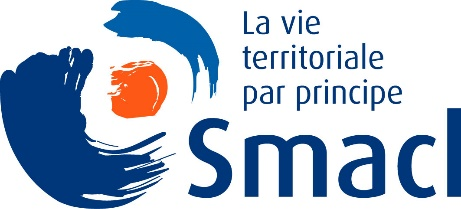 La vie
territoriale
par principe
Smacl